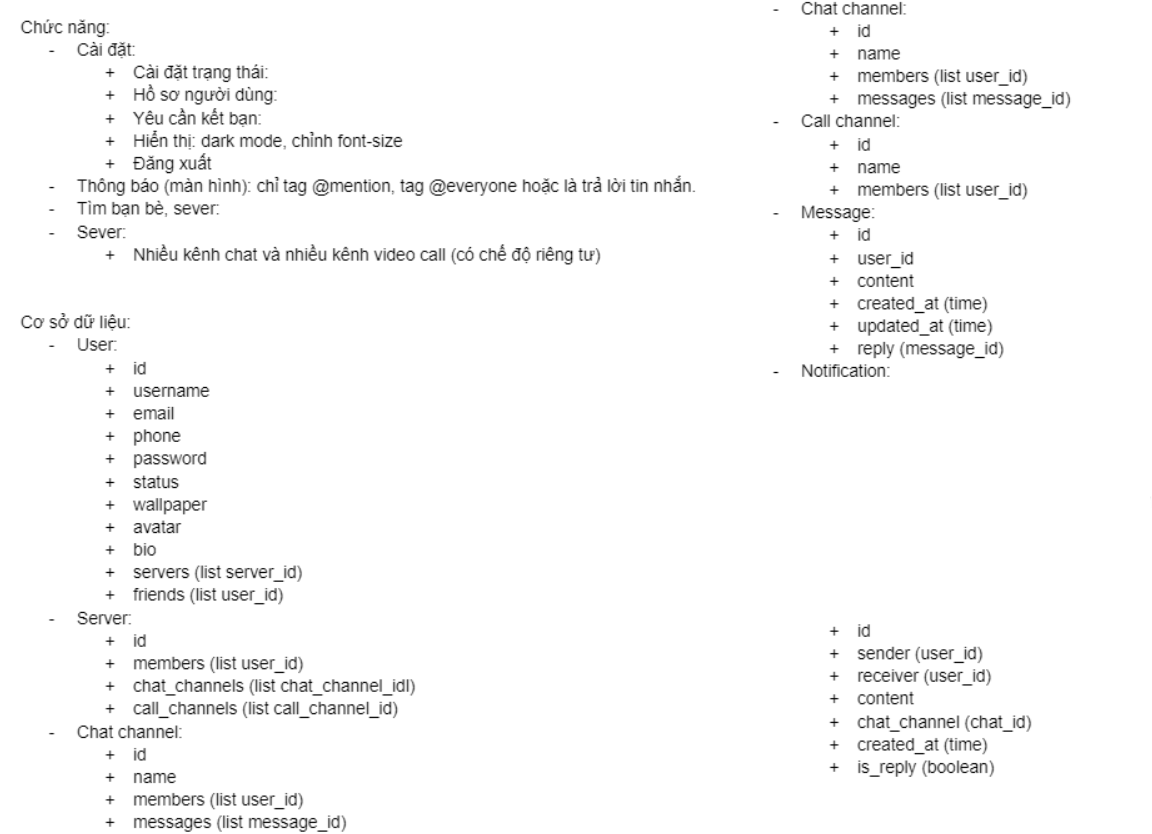 Chức năng:
- Cài đặt:
+ Cài đặt trạng thái:
+ Hồ sơ người dùng:
+ Yêu cần kết bạn:
+ Hiển thị: dark mode, chỉnh font-size
+ Đăng xuất
- Thông báo (màn hình): chỉ tag @mention, tag @everyone hoặc là trả lời tin nhắn.
- Tìm bạn bè, sever:
- Sever:
+ Nhiều kênh chat và nhiều kênh video call (có chế độ riêng tư)
Cơ sở dữ liệu:
- User:
+ id
+ username
+ email
+ phone
+ password
+ status
+ wallpaper
+ avatar
+ bio
+ servers (list server_id)
+ friends (list user_id)
- Server:
+ id
+ members (list user_id)
+ chat_channels (list chat_channel_idl)
+ call_channels (list call_channel_id)
- Chat channel:
+ id
+ name
+ members (list user_id)
+ messages (list message_id)
- Chat channel:
+ id
+ name
+ members (list user_id)
+ messages (list message_id)
- Call channel:
+ id
+ name
+ members (list user_id)
- Message:
+ id
+ user_id
+ content
+ created_at (time)
+ updated_at (time)
+ reply (message_id)
- Notification:
+ id
+ sender (user_id)
+ receiver (user_id)
+ content
+ chat_channel (chat_id)
+ created_at (time)
+ is_reply (boolean)